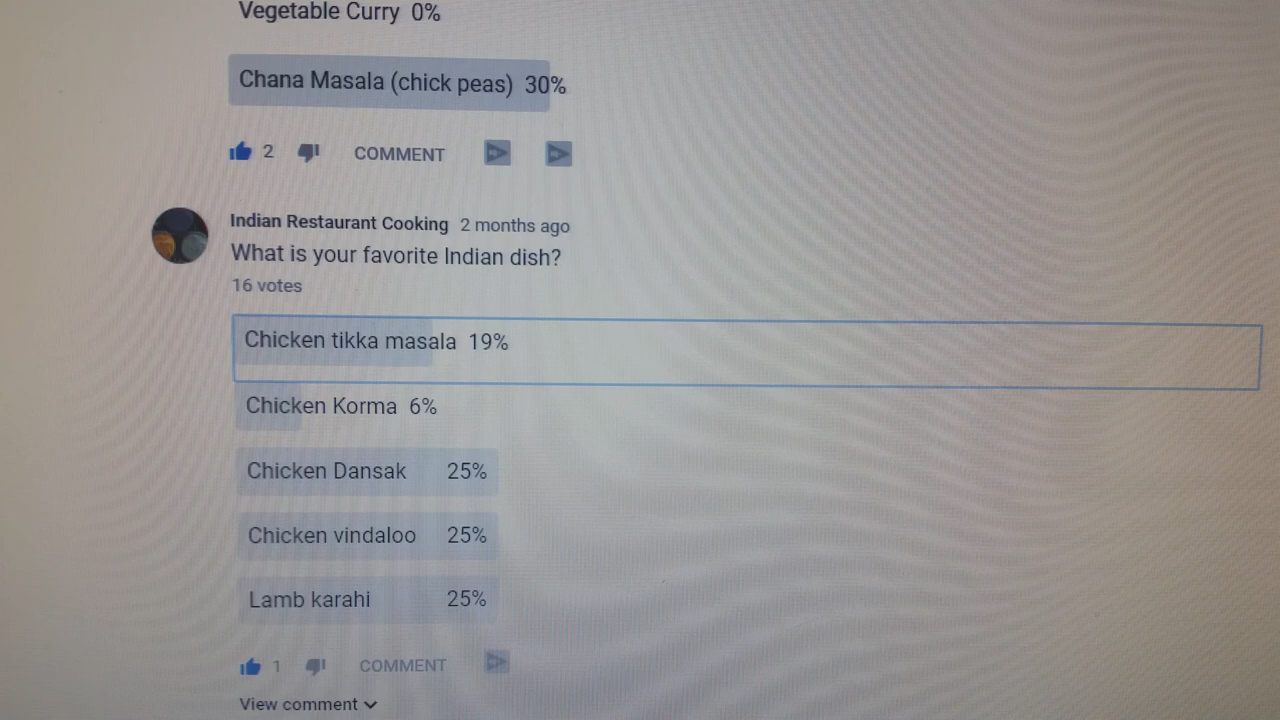 Vegetable Curry 0%
Chana Masala (chick peas) 30%
2 COMMENT
Indian Restaurant Cooking 2 months ago
What is your favorite Indian dish?
16 votes
Chicken tikka masala 19%
Chicken Korma 6%
Chicken Dansak 25%
Chicken vindaloo 25%
Lamb karahi 25%
1 COMMENT
View comment